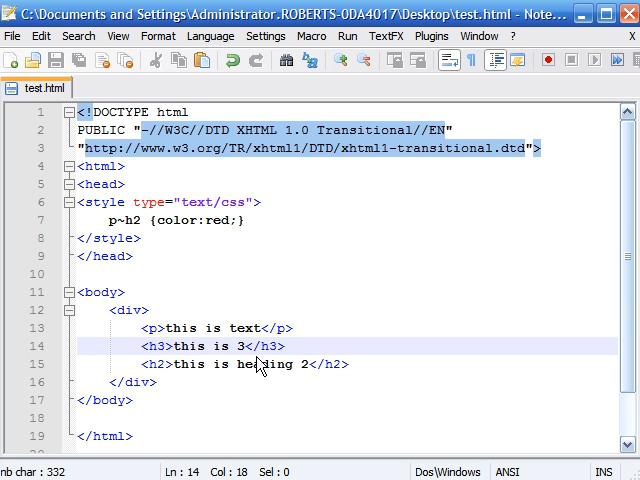 C:\Documents and Settings\Administrator.ROBERTS-0DA4017\Desktop\test.html - Note...
File Edit Search View Format Language Settings Macro Run TextFX Plugins Window ? X
test.html
1 <!DOCTYPE html
2 PUBLIC "-//W3C//DTD XHTML 1.0 Transitional//EN"
3 "http://www.w3.org/TR/xhtml1/DTD/xhtml1-transitional.dtd">
4 <html>
5 <head>
6 <style type="text/css">
7 p~h2 {color:red;}
8 </style>
9 </head>
10
11 <body>
12 <div>
13 <p>this is text</p>
14 <h3>this is 3</h3>
15 <h2>this is heading 2</h2>
16 </div>
17 </body>
18
19 </html>
nb char : 332 Ln : 14 Col : 18 Sel : 0 Dos\Windows ANSI INS